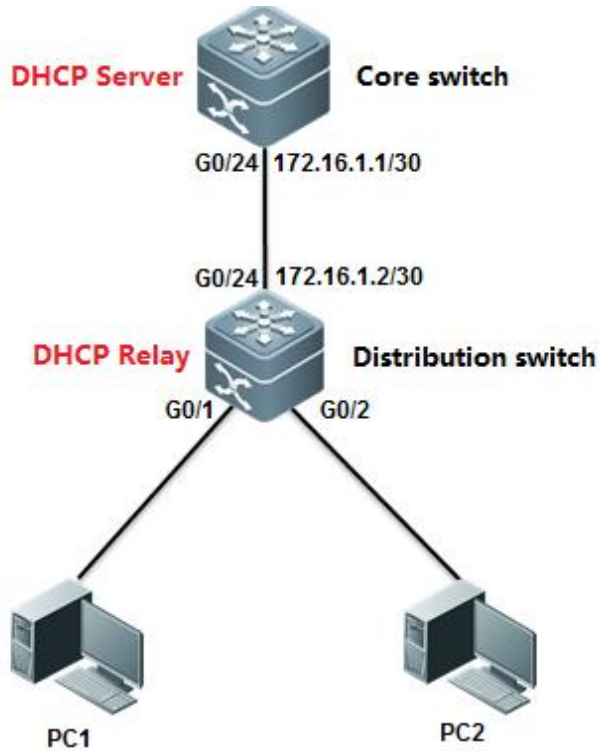 DHCP Server Core switch
G0/24 172.16.1.1/30
G0/24 172.16.1.2/30
DHCP Relay Distribution switch
G0/1 G0/2
PC1 PC2